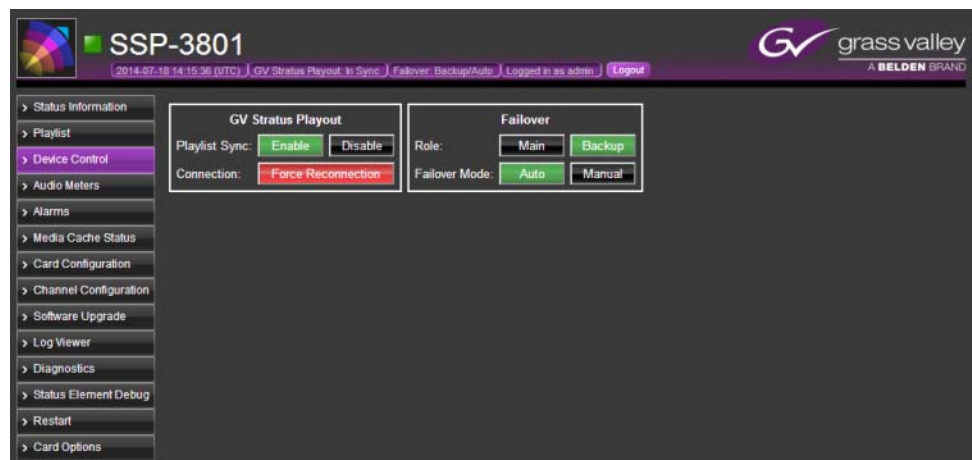 SSP-3801
grass valley
A BELDEN BRAND
2014-07-18 14:15:36 (UTC) GV Stratus Playout: In Sync Failover: Backup/Auto Logged in as admin Logout
> Status Information
> Playlist
> Device Control
> Audio Meters
> Alarms
> Media Cache Status
> Card Configuration
> Channel Configuration
> Software Upgrade
> Log Viewer
> Diagnostics
> Status Element Debug
> Restart
> Card Options
GV Stratus Playout
Playlist Sync: Enable Disable
Connection: Force Reconnection
Failover
Role: Main Backup
Failover Mode: Auto Manual